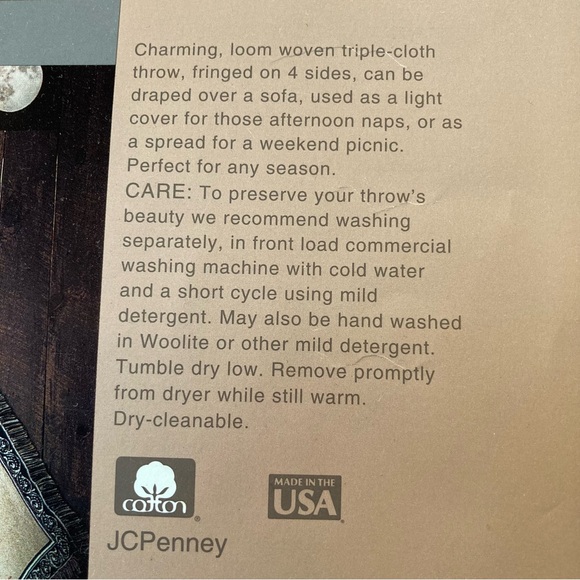 Charming, loom woven triple-cloth
throw, fringed on 4 sides, can be
draped over a sofa, used as a light
cover for those afternoon naps, or as
a spread for a weekend picnic.
Perfect for any season.
CARE: To preserve your throw's
beauty we recommend washing
separately, in front load commercial
washing machine with cold water
and a short cycle using mild
detergent. May also be hand washed
in Woolite or other mild detergent.
Tumble dry low. Remove promptly
from dryer while still warm.
Dry-cleanable.
cotton®
MADE IN THE
USA®
JCPenney